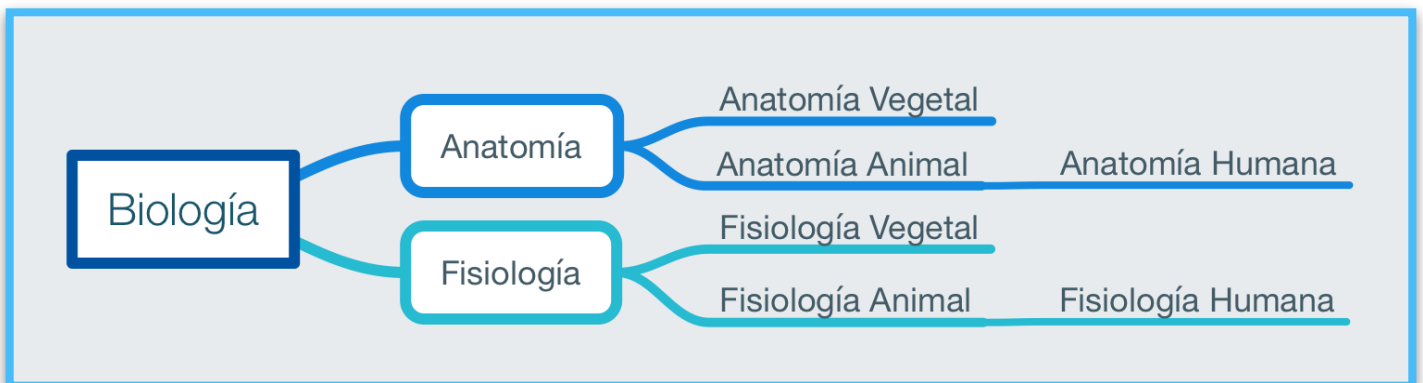 Biología
Anatomía
Anatomía Vegetal
Anatomía Animal
Anatomía Humana
Fisiología
Fisiología Vegetal
Fisiología Animal
Fisiología Humana